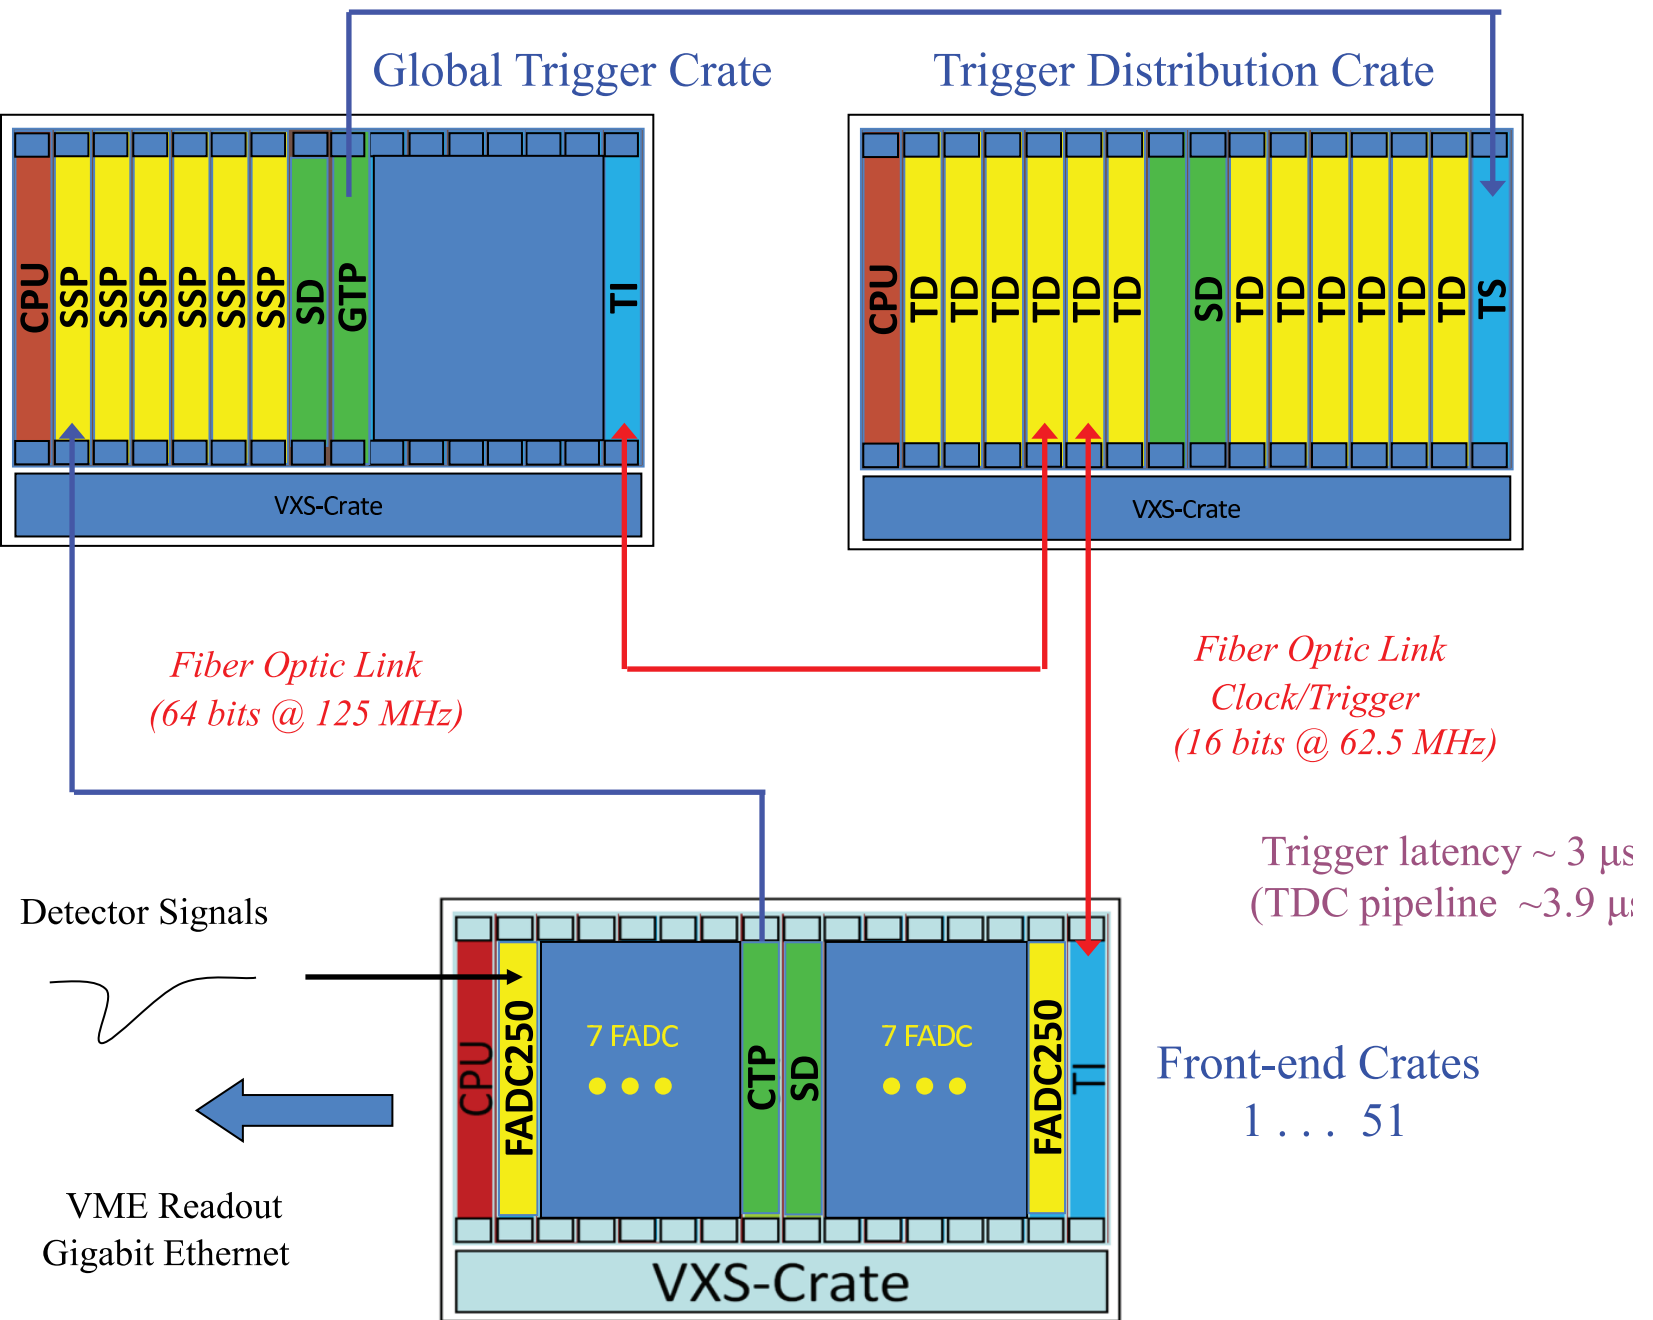 Global Trigger Crate
Trigger Distribution Crate
CPU
SSP
SSP
SSP
SSP
SSP
SSP
SD
GTP
TI
VXS-Crate
CPU
TD
TD
TD
TD
TD
TD
SD
TD
TD
TD
TD
TD
TD
TS
VXS-Crate
Fiber Optic Link
(64 bits @ 125 MHz)
Fiber Optic Link
Clock/Trigger
(16 bits @ 62.5 MHz)
Trigger latency ~ 3 μs
(TDC pipeline ~3.9 μs
Detector Signals
CPU
FADC250
7 FADC
CTP
SD
7 FADC
FADC250
TI
VXS-Crate
Front-end Crates
1 . . . 51
VME Readout
Gigabit Ethernet